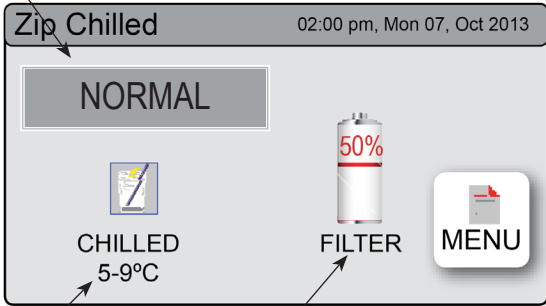 Zip Chilled
02:00 pm, Mon 07, Oct 2013
NORMAL
50%
CHILLED
5-9ºC
FILTER
MENU